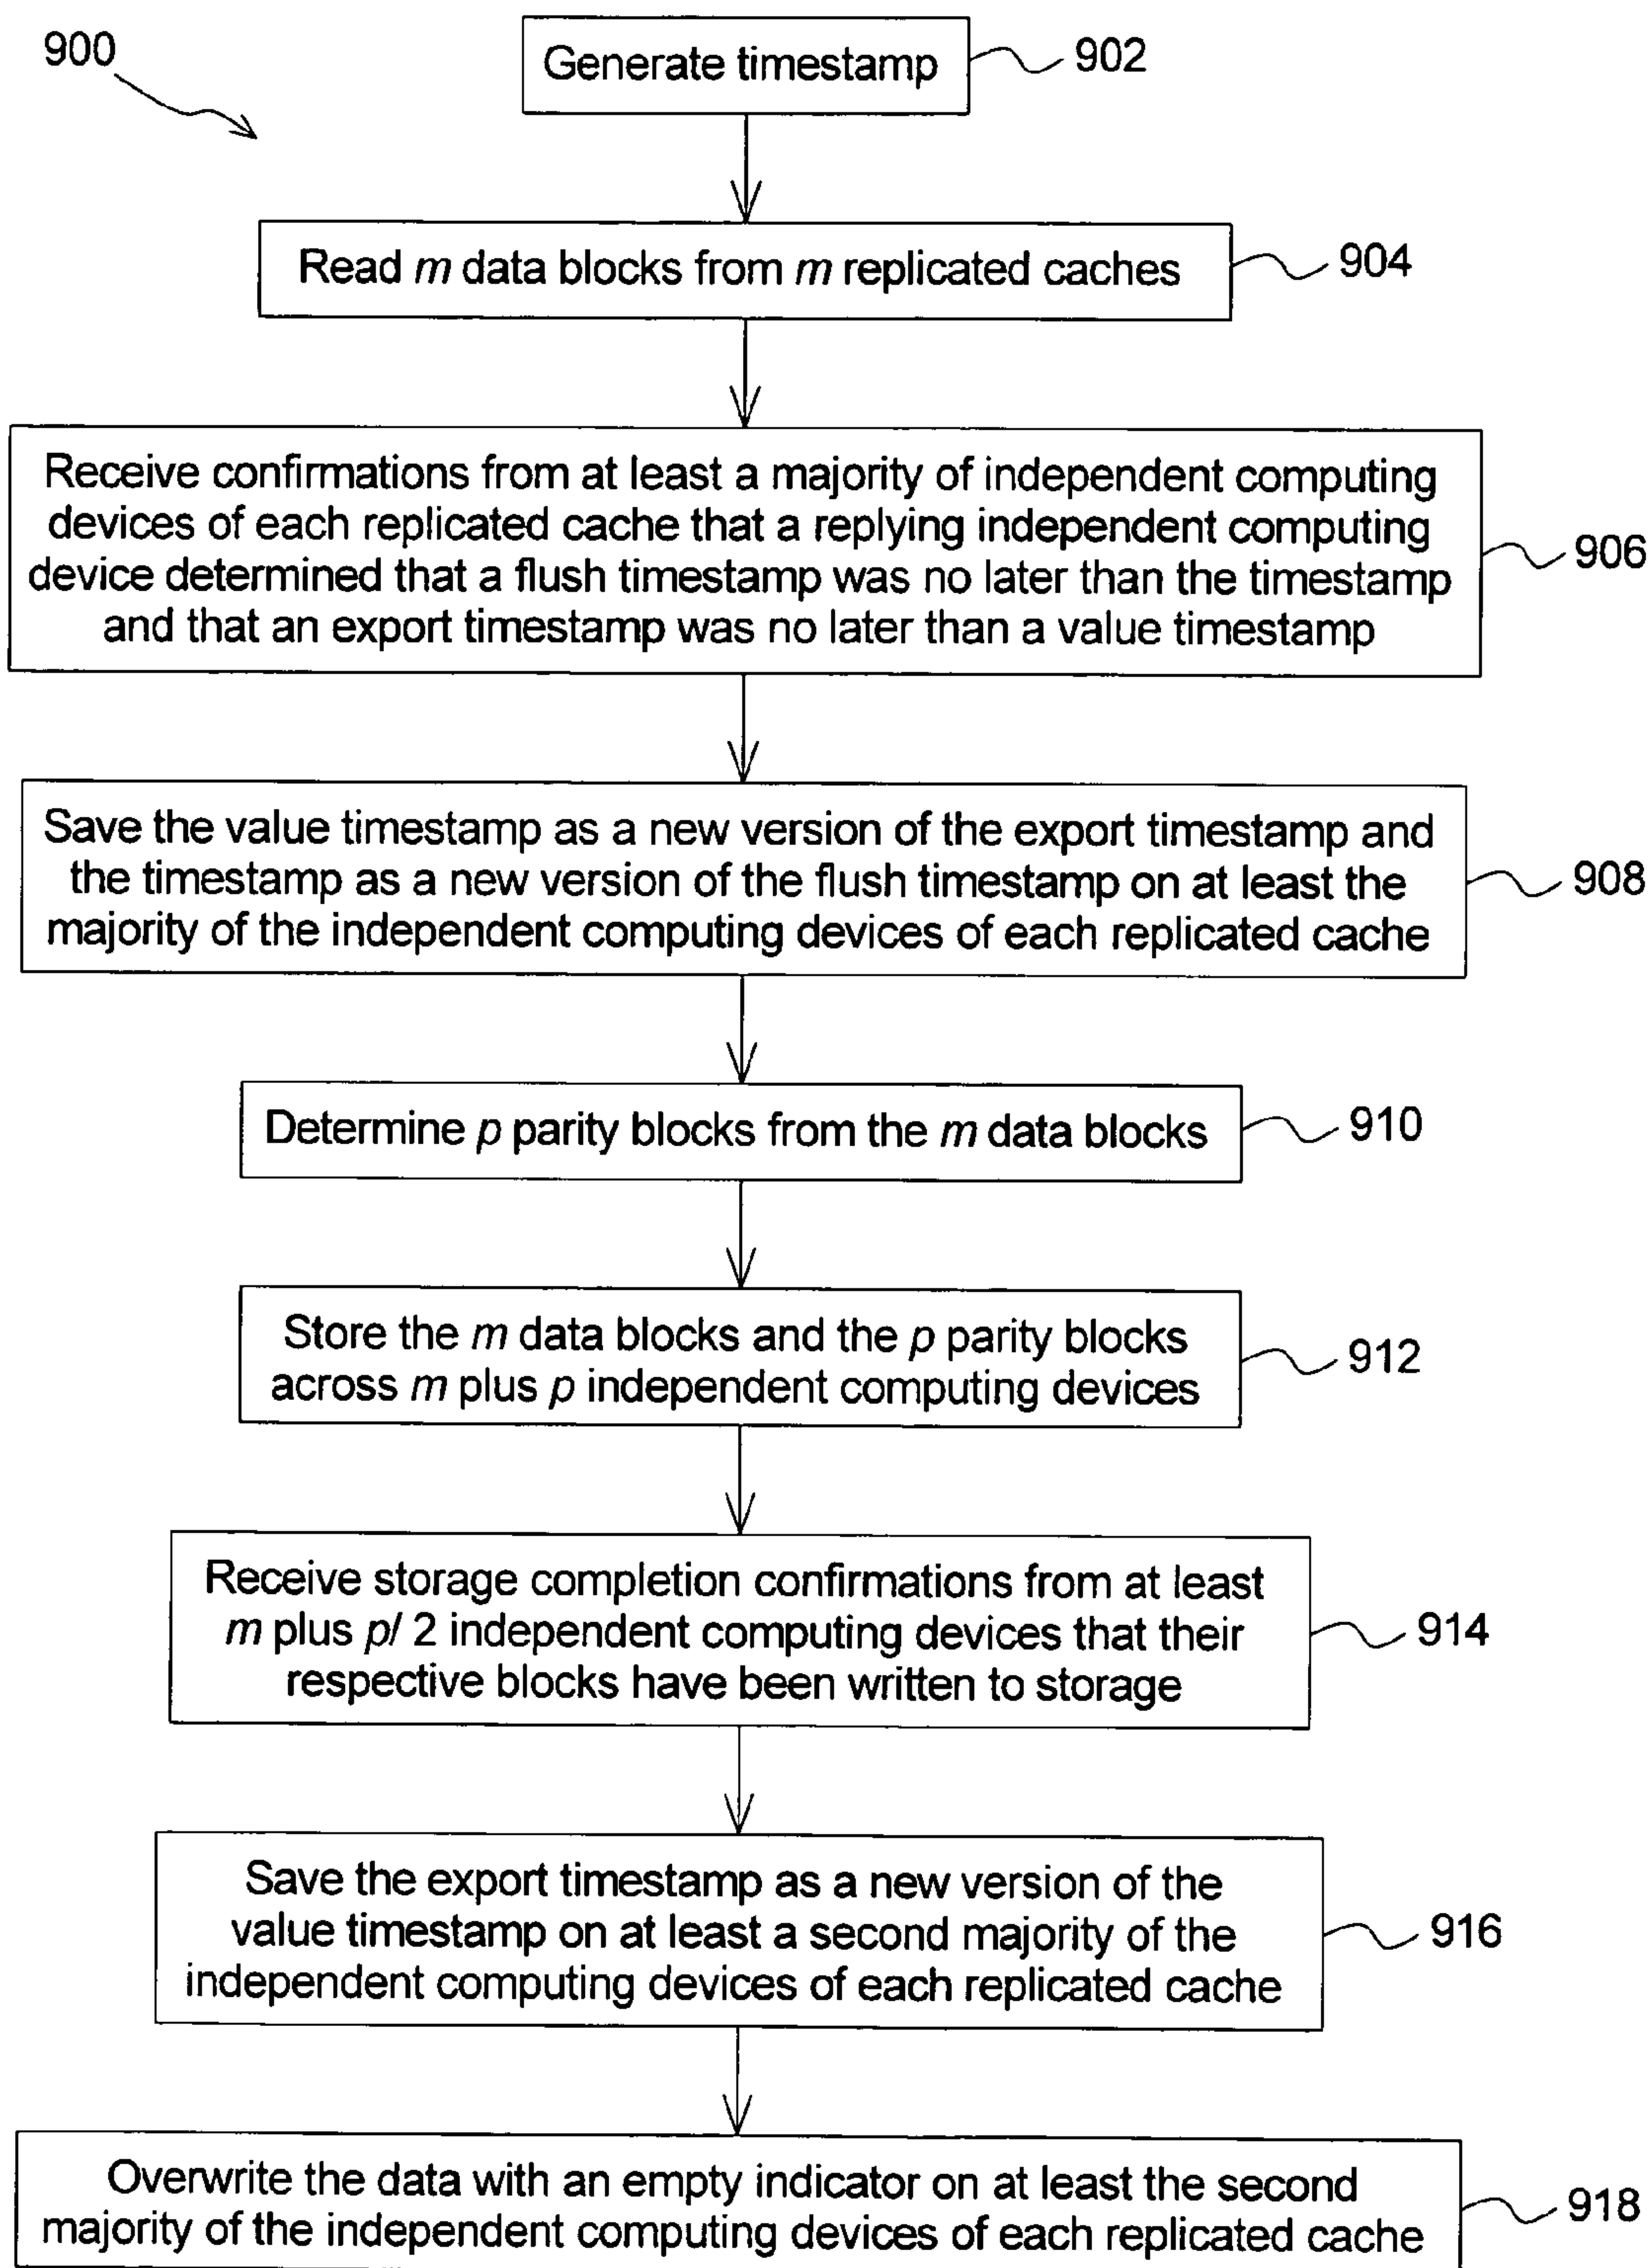 900
Generate timestamp
902
Read m data blocks from m replicated caches
904
Receive confirmations from at least a majority of independent computing
devices of each replicated cache that a replying independent computing
device determined that a flush timestamp was no later than the timestamp
and that an export timestamp was no later than a value timestamp
906
Save the value timestamp as a new version of the export timestamp and
the timestamp as a new version of the flush timestamp on at least the
majority of the independent computing devices of each replicated cache
908
Determine p parity blocks from the m data blocks
910
Store the m data blocks and the p parity blocks
across m plus p independent computing devices
912
Receive storage completion confirmations from at least
m plus p/ 2 independent computing devices that their
respective blocks have been written to storage
914
Save the export timestamp as a new version of the
value timestamp on at least a second majority of the
independent computing devices of each replicated cache
916
Overwrite the data with an empty indicator on at least the second
majority of the independent computing devices of each replicated cache
918